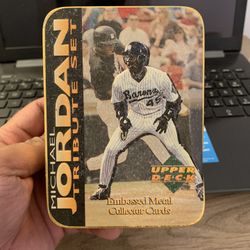 MICHAEL
JORDAN
TRIBUTE SET
Barons
45
UPPER
DECK
Embossed Metal
Collector Cards